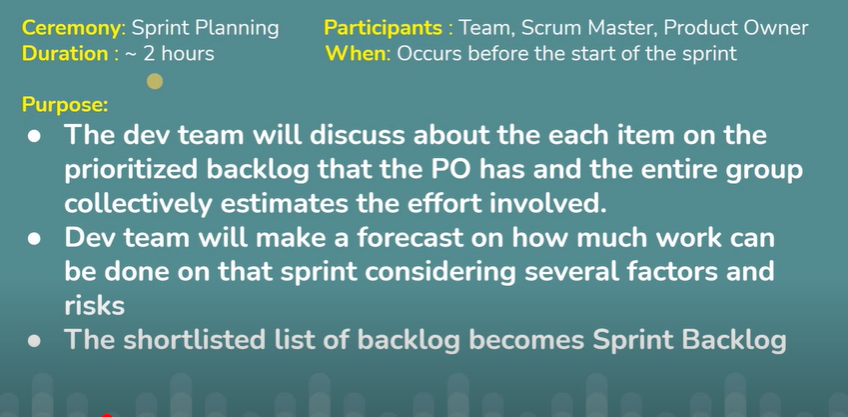 Ceremony: Sprint Planning
Participants : Team, Scrum Master, Product Owner
Duration : ~ 2 hours
When: Occurs before the start of the sprint
Purpose:
● The dev team will discuss about the each item on the
prioritized backlog that the PO has and the entire group
collectively estimates the effort involved.
● Dev team will make a forecast on how much work can
be done on that sprint considering several factors and
risks
● The shortlisted list of backlog becomes Sprint Backlog